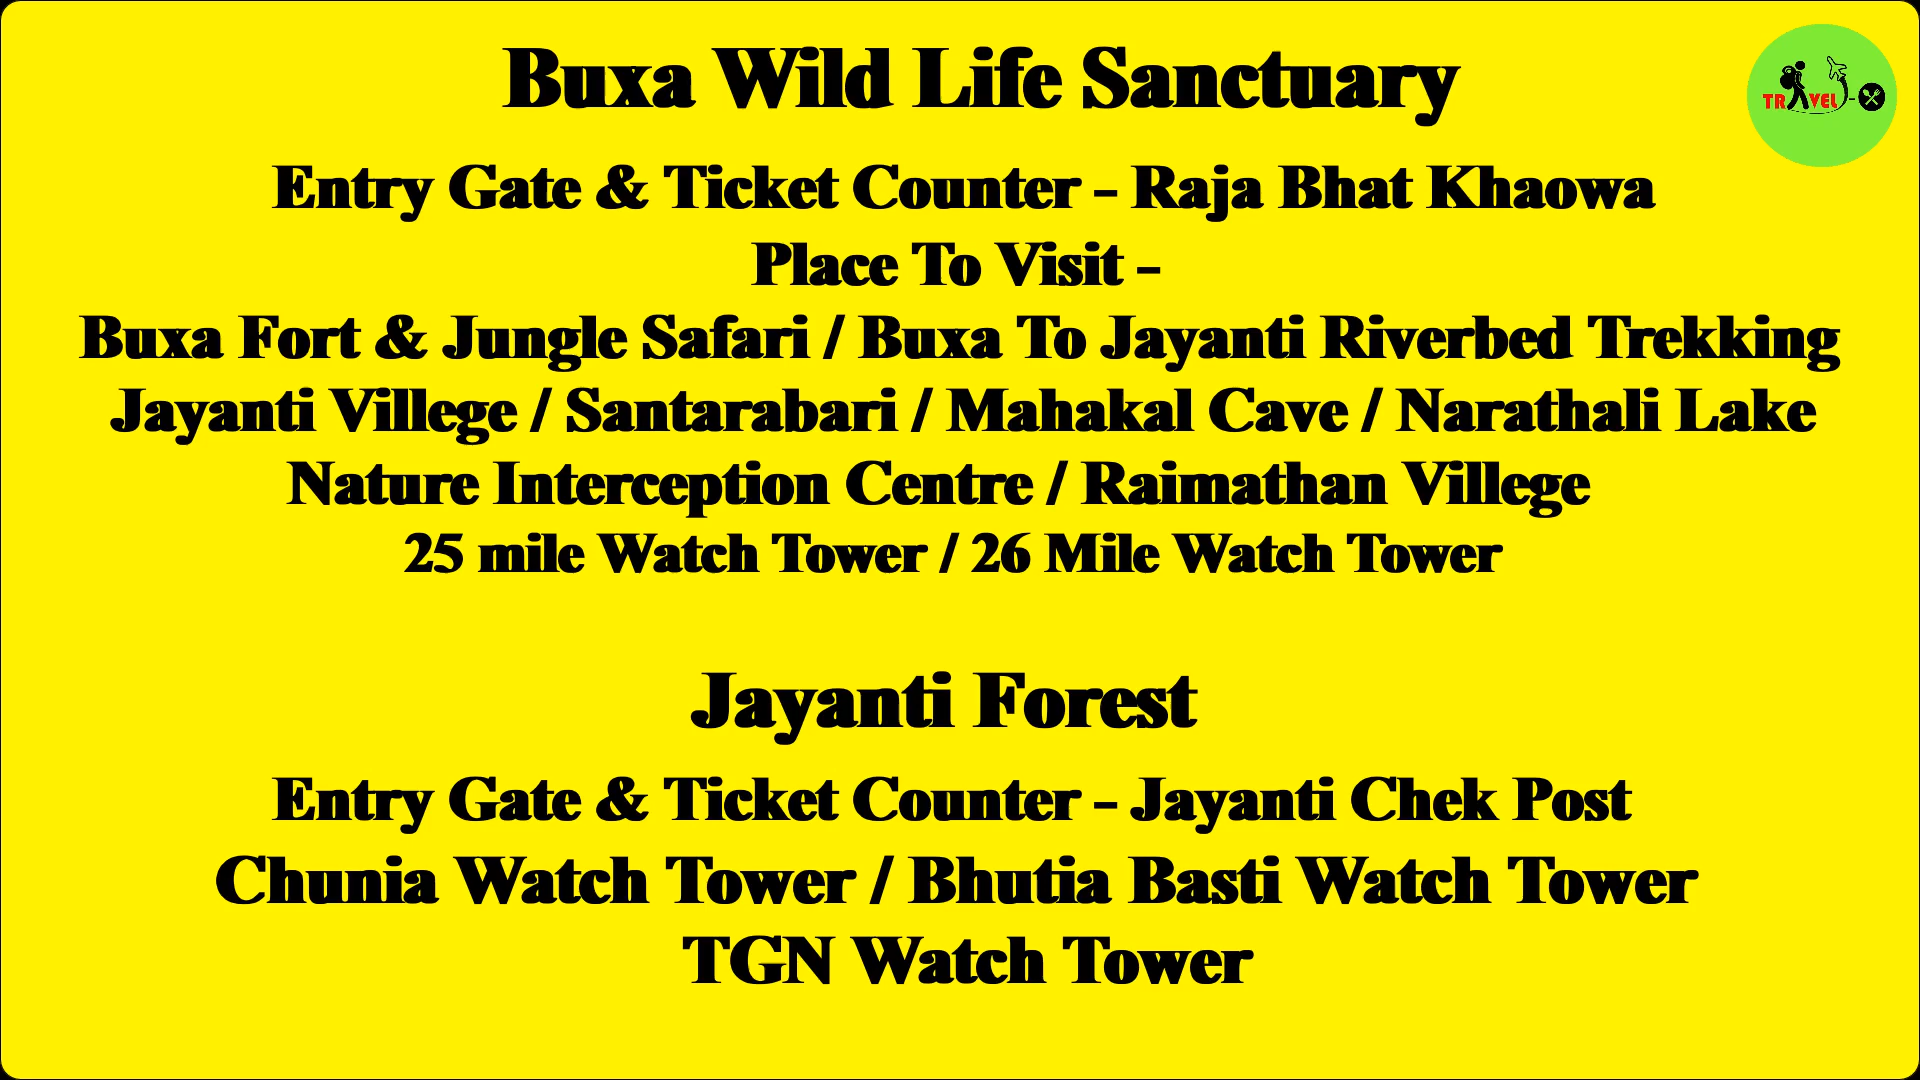 Buxa Wild Life Sanctuary
TRAVEL-O
Entry Gate & Ticket Counter - Raja Bhat Khaowa
Place To Visit -
Buxa Fort & Jungle Safari / Buxa To Jayanti Riverbed Trekking
Jayanti Villege / Santarabari / Mahakal Cave / Narathali Lake
Nature Interception Centre / Raimathan Villege
25 mile Watch Tower / 26 Mile Watch Tower
Jayanti Forest
Entry Gate & Ticket Counter - Jayanti Chek Post
Chunia Watch Tower / Bhutia Basti Watch Tower
TGN Watch Tower